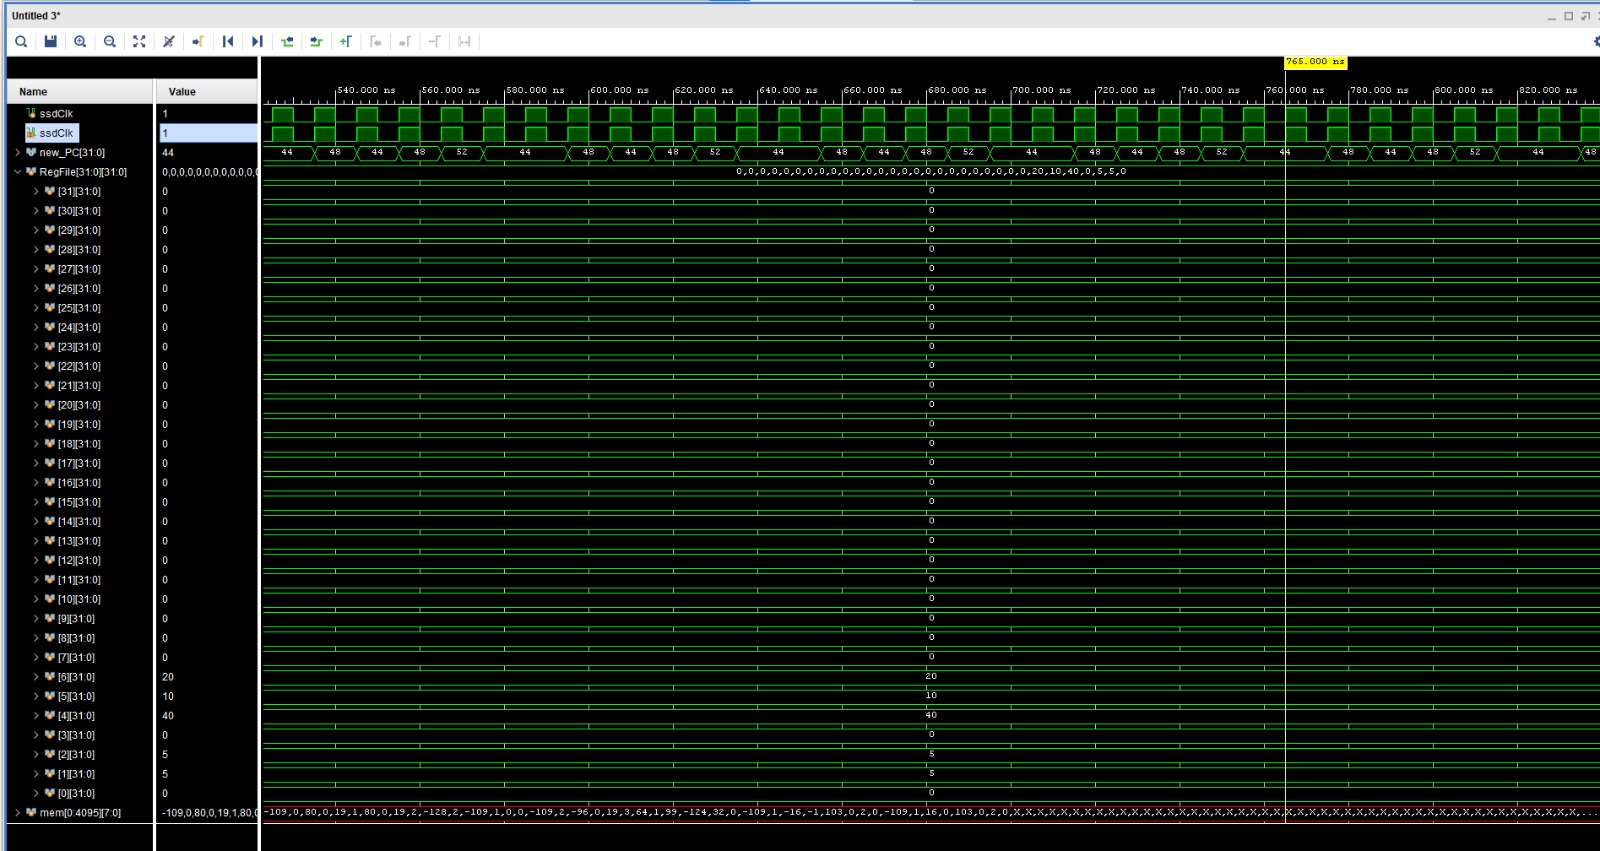 Untitled 3*
765.000 ns
Name Value
540.000 ns 560.000 ns 580.000 ns 600.000 ns 620.000 ns 640.000 ns 660.000 ns 680.000 ns 700.000 ns 720.000 ns 740.000 ns 760.000 ns 780.000 ns 800.000 ns 820.000 ns
ssdClk 1
ssdClk 1
new_PC[31:0] 44 44 48 44 48 52 44 48 44 48 52 44 48 44 48 52 44 48 44 48 52 44 48 44 48 52 44 48
RegFile[31:0][31:0] 0,0,0,0,0,0,0,0,0,0,0,0 0,0,0,0,0,0,0,0,0,0,0,0,0,0,0,0,0,0,0,0,0,0,0,0,0,20,10,40,0,5,5,0
[31][31:0] 0 0
[30][31:0] 0 0
[29][31:0] 0 0
[28][31:0] 0 0
[27][31:0] 0 0
[26][31:0] 0 0
[25][31:0] 0 0
[24][31:0] 0 0
[23][31:0] 0 0
[22][31:0] 0 0
[21][31:0] 0 0
[20][31:0] 0 0
[19][31:0] 0 0
[18][31:0] 0 0
[17][31:0] 0 0
[16][31:0] 0 0
[15][31:0] 0 0
[14][31:0] 0 0
[13][31:0] 0 0
[12][31:0] 0 0
[11][31:0] 0 0
[10][31:0] 0 0
[9][31:0] 0 0
[8][31:0] 0 0
[7][31:0] 0 0
[6][31:0] 20 20
[5][31:0] 10 10
[4][31:0] 40 40
[3][31:0] 0 0
[2][31:0] 5 5
[1][31:0] 5 5
[0][31:0] 0 0
mem[0:4095][7:0] -109,0,80,0,19,1,80,0 -109,0,80,0,19,1,80,0,19,2,-128,2,-109,1,0,0,-109,2,-96,0,19,3,64,1,99,-124,32,0,-109,1,-16,-1,103,0,2,0,-109,1,16,0,103,0,2,0,X,X,X,X,X,X,X,X,X,X,X,X,X,X,X,X,X,X,X,X,X,X,X,X,X,X,X,X,X,X,X,X,X,X,X,X,X,X,X,X,X,X,X,X,X,X,X,...